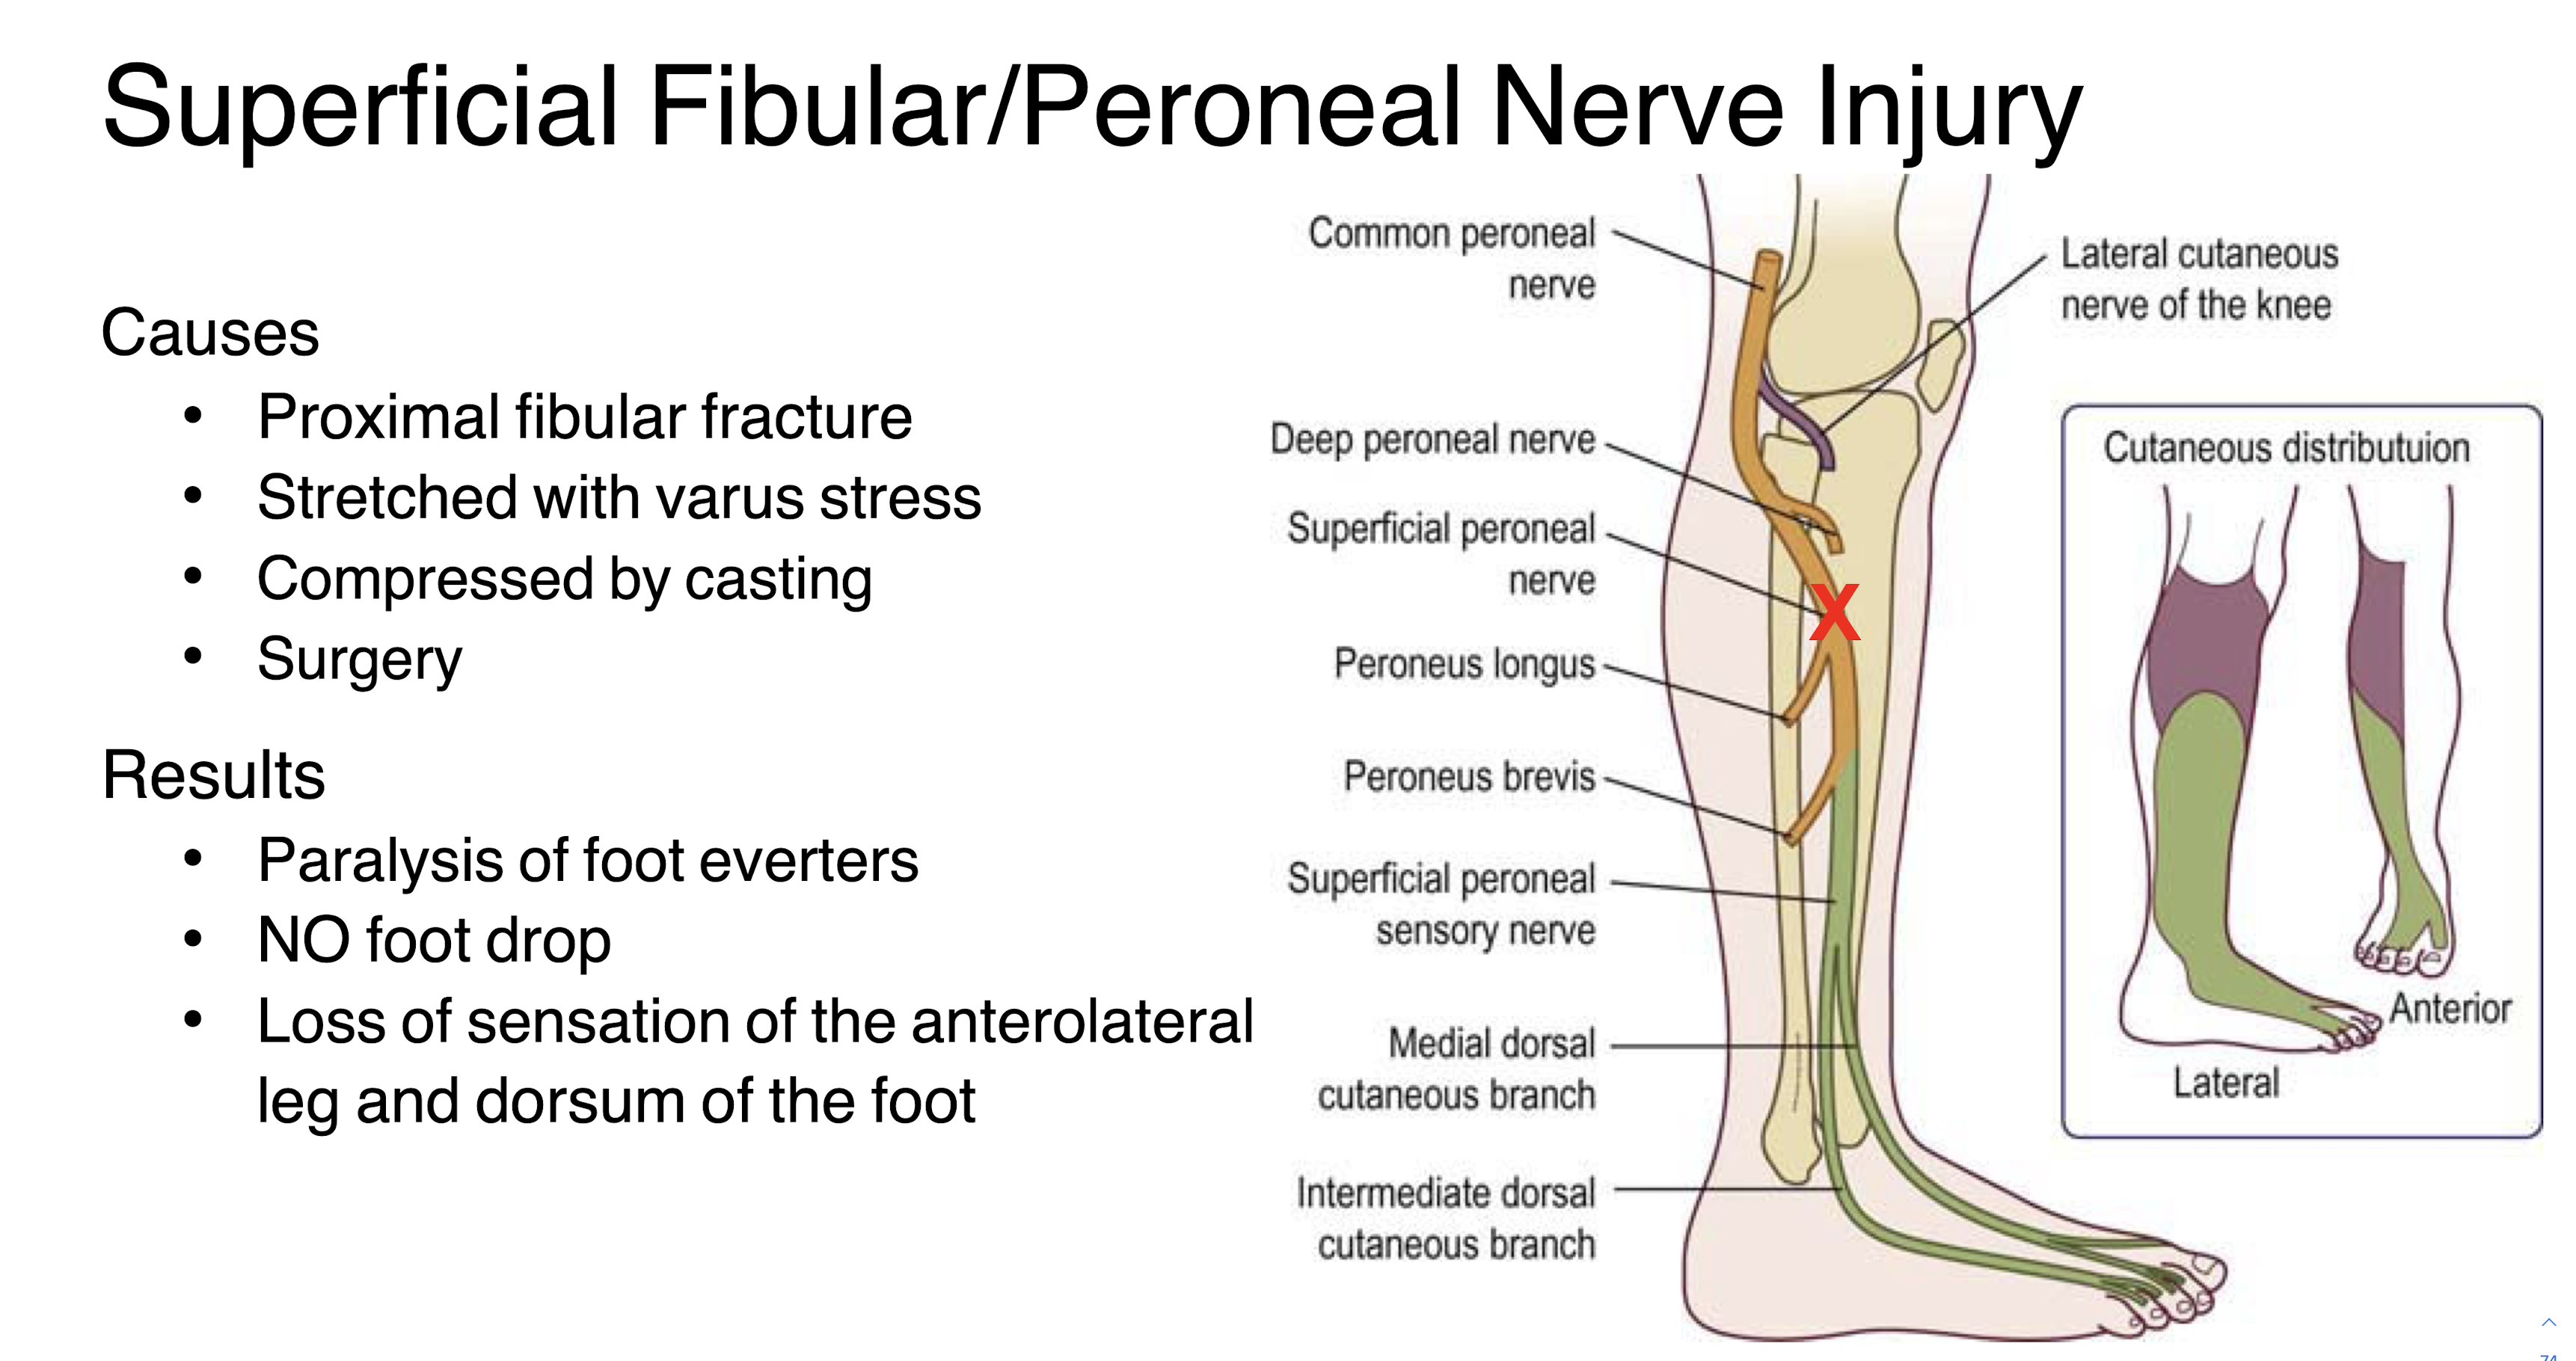 Superficial Fibular/Peroneal Nerve Injury
Causes
• Proximal fibular fracture
• Stretched with varus stress
• Compressed by casting
• Surgery
Results
• Paralysis of foot everters
• NO foot drop
• Loss of sensation of the anterolateral
leg and dorsum of the foot
Common peroneal
nerve
Deep peroneal nerve
Superficial peroneal
nerve
Peroneus longus
Peroneus brevis
Superficial peroneal
sensory nerve
Medial dorsal
cutaneous branch
Intermediate dorsal
cutaneous branch
X
Lateral cutaneous
nerve of the knee
Cutaneous distributuion
Anterior
Lateral